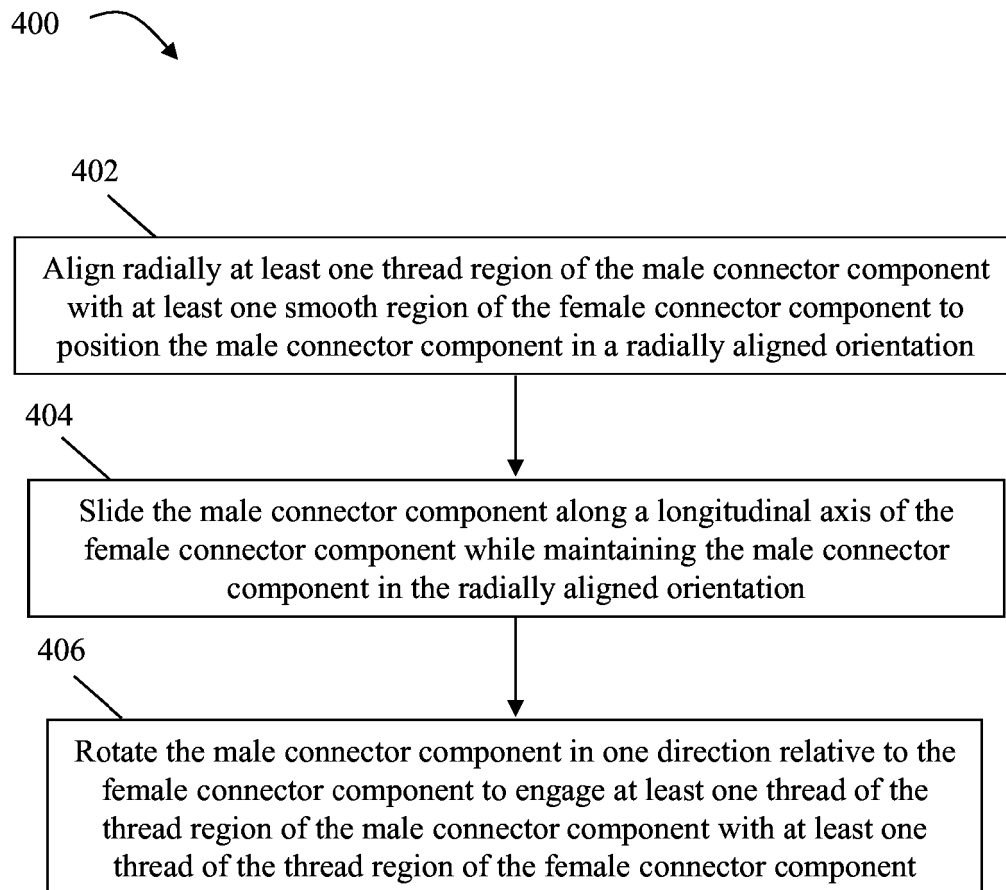 400
402
Align radially at least one thread region of the male connector component
with at least one smooth region of the female connector component to
position the male connector component in a radially aligned orientation
404
Slide the male connector component along a longitudinal axis of the
female connector component while maintaining the male connector
component in the radially aligned orientation
406
Rotate the male connector component in one direction relative to the
female connector component to engage at least one thread of the
thread region of the male connector component with at least one
thread of the thread region of the female connector component